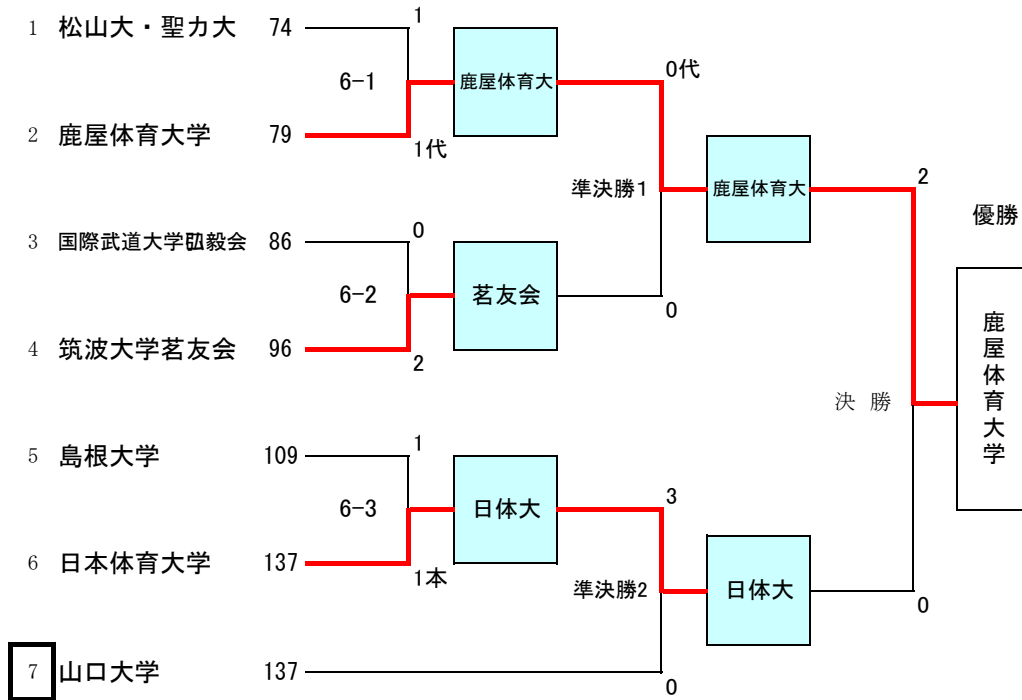 1 松山大・聖カ大 74 1
6-1 鹿屋体育大 0代
2 鹿屋体育大学 79 1代
準決勝1 鹿屋体育大 2
3 国際武道大学弘毅会 86 0
6-2 茗友会 0
4 筑波大学茗友会 96 2
優勝
鹿屋体育大学
決 勝
5 島根大学 109 1
6-3 日体大 3
6 日本体育大学 137 1本
準決勝2 日体大 0
7 山口大学 137 0